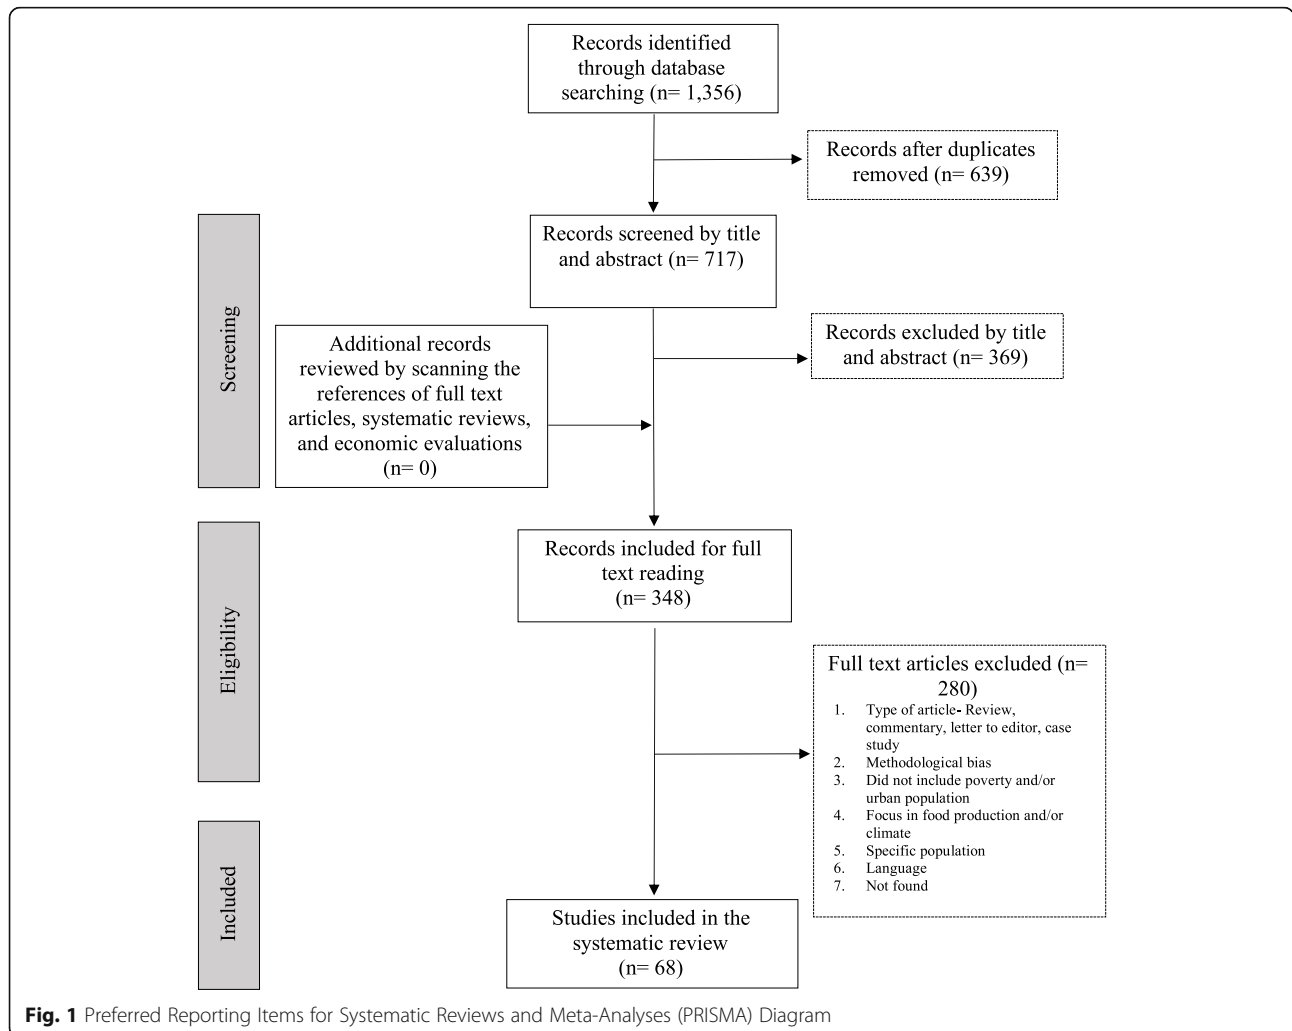 Records identified
through database
searching (n= 1,356)
Records after duplicates
removed (n= 639)
Records screened by title
and abstract (n= 717)
Records excluded by title
and abstract (n= 369)
Screening
Additional records
reviewed by scanning the
references of full text
articles, systematic reviews,
and economic evaluations
(n= 0)
Records included for full
text reading
(n= 348)
Eligibility
Full text articles excluded (n=
280)
1. Type of article- Review,
commentary, letter to editor, case
study
2. Methodological bias
3. Did not include poverty and/or
urban population
4. Focus in food production and/or
climate
5. Specific population
6. Language
7. Not found
Included
Studies included in the
systematic review
(n= 68)
Fig. 1 Preferred Reporting Items for Systematic Reviews and Meta-Analyses (PRISMA) Diagram